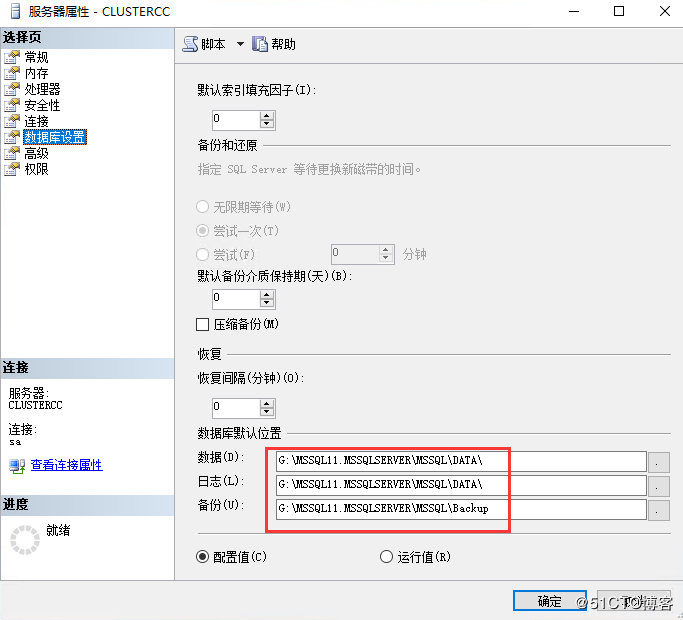 服务器属性 - CLUSTERCC
选择页
常规
内存
处理器
安全性
连接
数据库设置
高级
权限
连接
服务器:
CLUSTERCC
连接:
sa
查看连接属性
进度
就绪
脚本 帮助
默认索引填充因子(I):
0
备份和还原
指定 SQL Server 等待更换新磁带的时间。
无限期等待(W)
尝试一次(T)
尝试(F) 0 分钟
默认备份介质保持期(天)(B):
0
压缩备份(M)
恢复
恢复间隔(分钟)(O):
0
数据库默认位置
数据(D): G:\MSSQL11.MSSQLSERVER\MSSQL\DATA\ .
日志(L): G:\MSSQL11.MSSQLSERVER\MSSQL\DATA\ .
备份(U): G:\MSSQL11.MSSQLSERVER\MSSQL\Backup .
配置值(C) 运行值(R)
确定
@51CTO博客